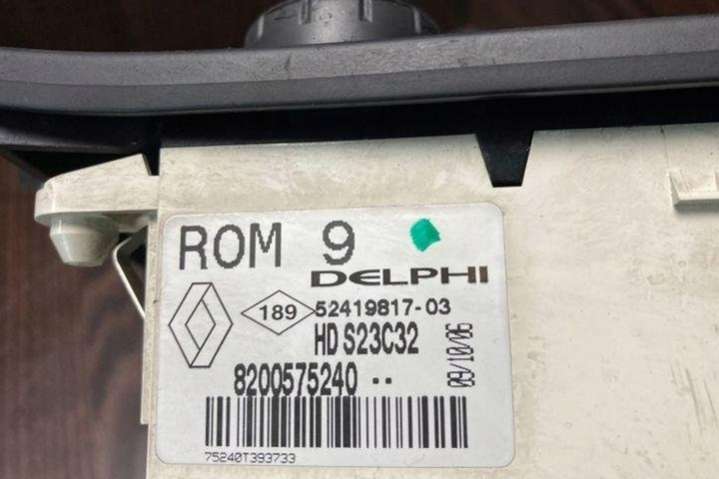 ROM 9
DELPHI
189 52419817-03
HD S23C32
8200575240 --
09/10/06
75240T393733